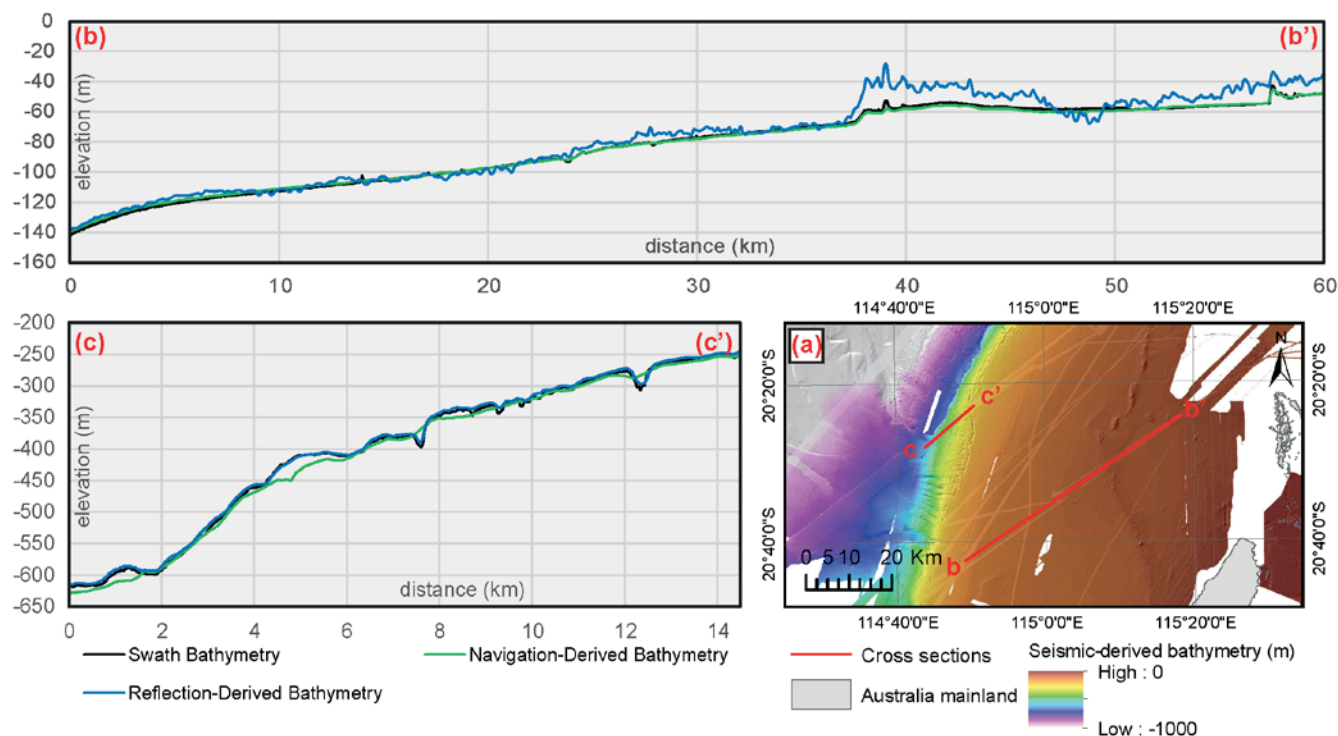 -0
(b)
(b')
-20
-40
-60
-80
-100
-120
-140
-160
elevation (m)
distance (km)
0
10
20
30
40
50
60
-200
(c)
(c')
-250
-300
-350
-400
-450
-500
-550
-600
-650
elevation (m)
distance (km)
0
2
4
6
8
10
12
14
114°40'0"E
115°0'0"E
115°20'0"E
(a)
N
20°20'0"S
20°20'0"S
c'
c
b'
b
20°40'0"S
20°40'0"S
0 5 10 20 Km
114°40'0"E
115°0'0"E
115°20'0"E
Swath Bathymetry
Navigation-Derived Bathymetry
Reflection-Derived Bathymetry
Cross sections
Australia mainland
Seismic-derived bathymetry (m)
High : 0
Low : -1000